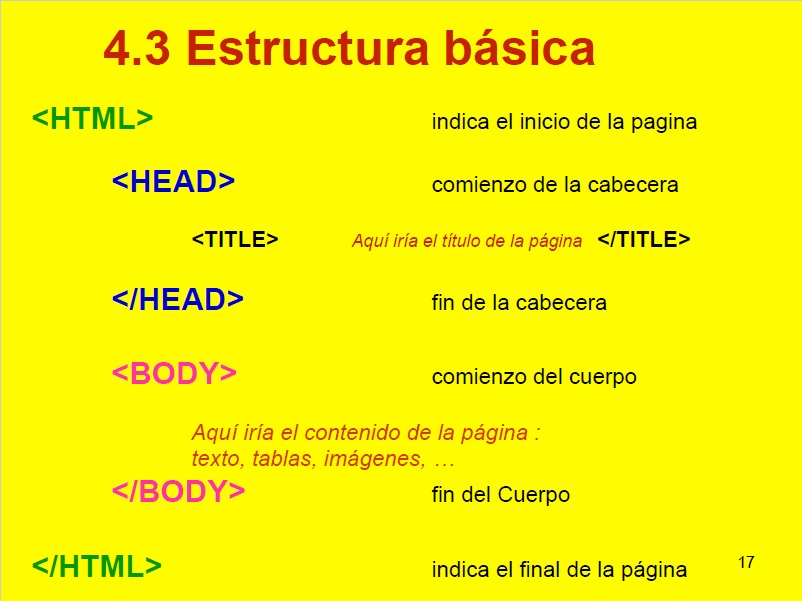 4.3 Estructura básica
<HTML> indica el inicio de la pagina
<HEAD> comienzo de la cabecera
<TITLE> Aquí iría el título de la página </TITLE>
</HEAD> fin de la cabecera
<BODY> comienzo del cuerpo
Aquí iría el contenido de la página :
texto, tablas, imágenes, …
</BODY> fin del Cuerpo
</HTML> indica el final de la página
17